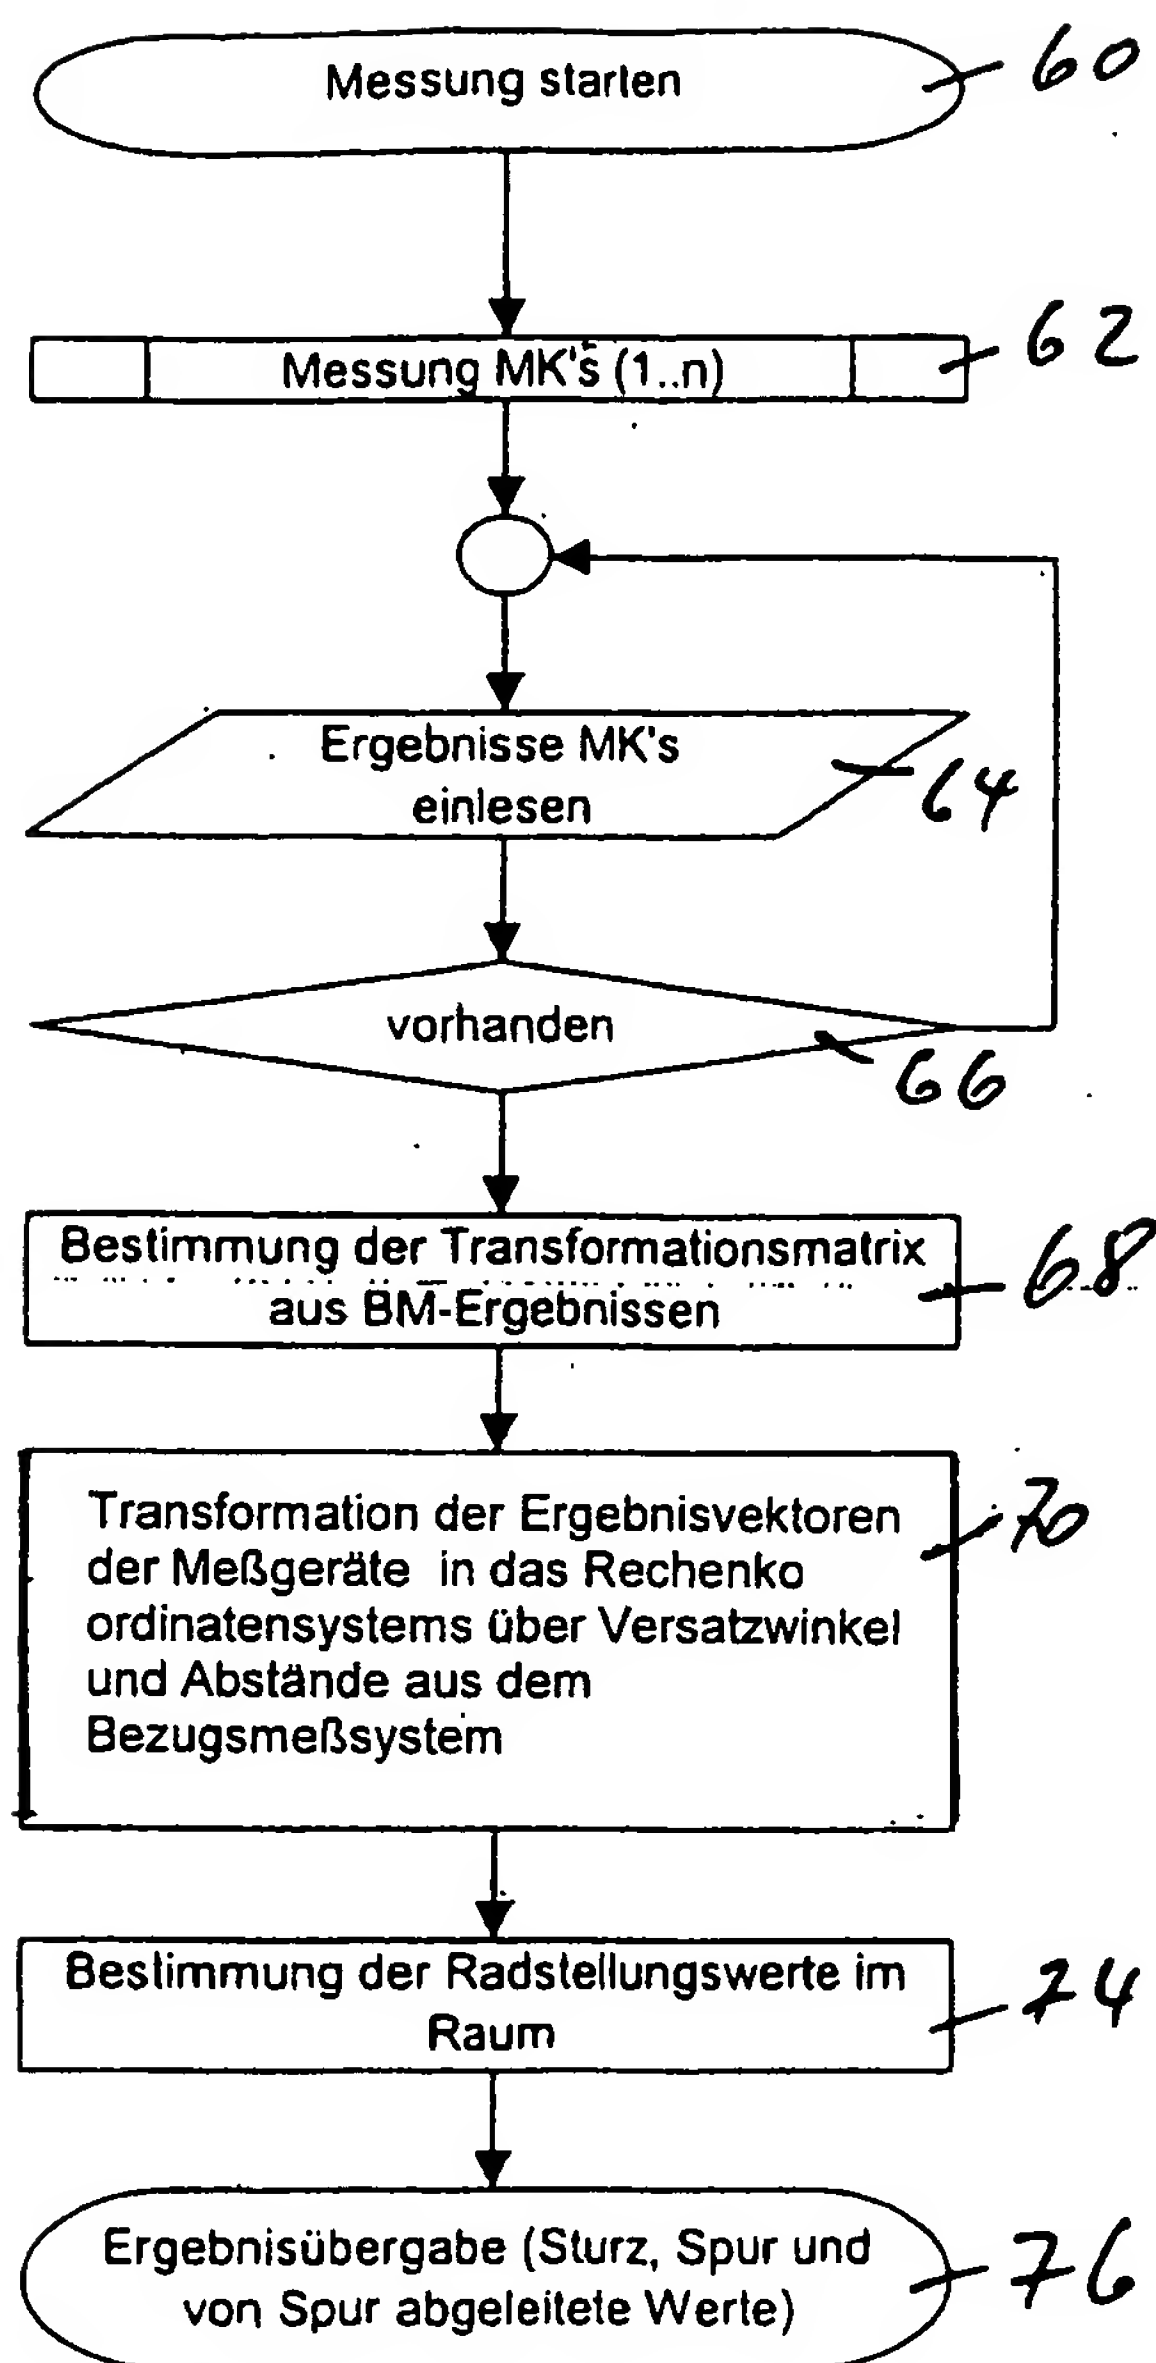 Messung starten
60
Messung MK's (1..n)
62
Ergebnisse MK's
einlesen
64
vorhanden
66
Bestimmung der Transformationsmatrix
aus BM-Ergebnissen
68
Transformation der Ergebnisvektoren
der Meßgeräte in das Rechenko
ordinatensystems über Versatzwinkel
und Abstände aus dem
Bezugsmeßsystem
70
Bestimmung der Radstellungswerte im
Raum
74
Ergebnisübergabe (Sturz, Spur und
von Spur abgeleitete Werte)
76